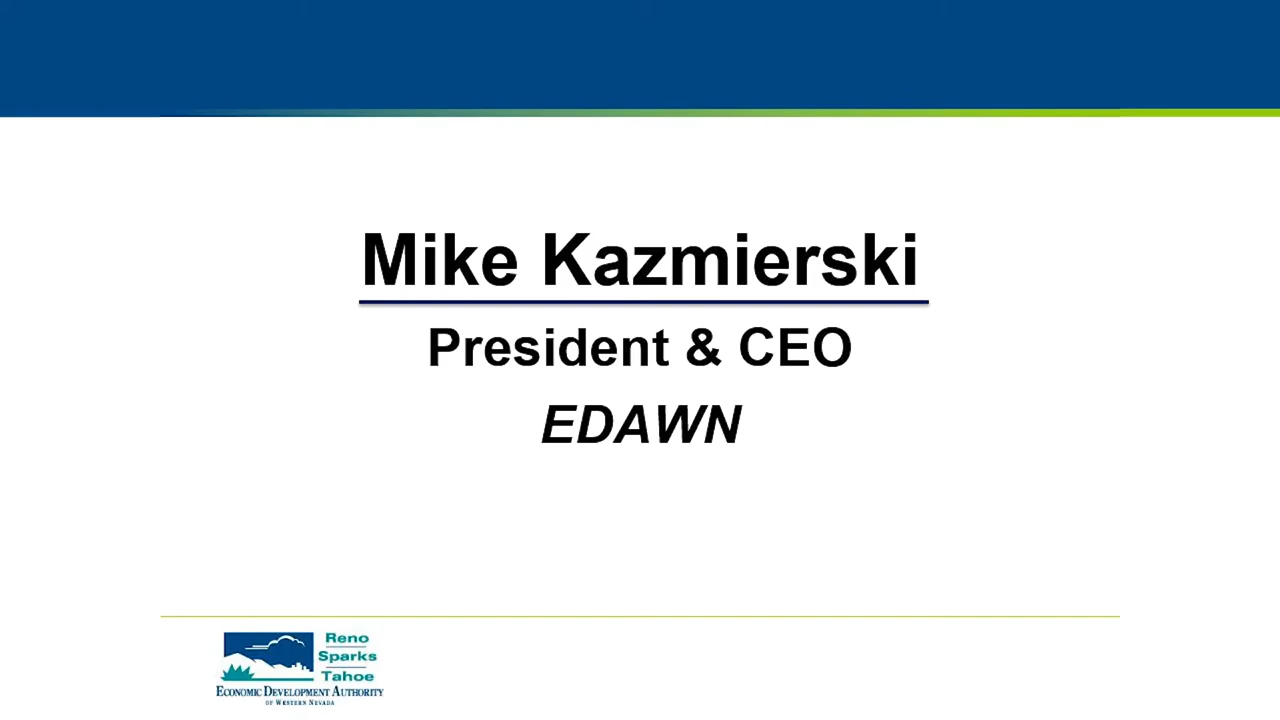 Mike Kazmierski
President & CEO
EDAWN
Reno
Sparks
Tahoe
ECONOMIC DEVELOPMENT AUTHORITY
OF WESTERN NEVADA